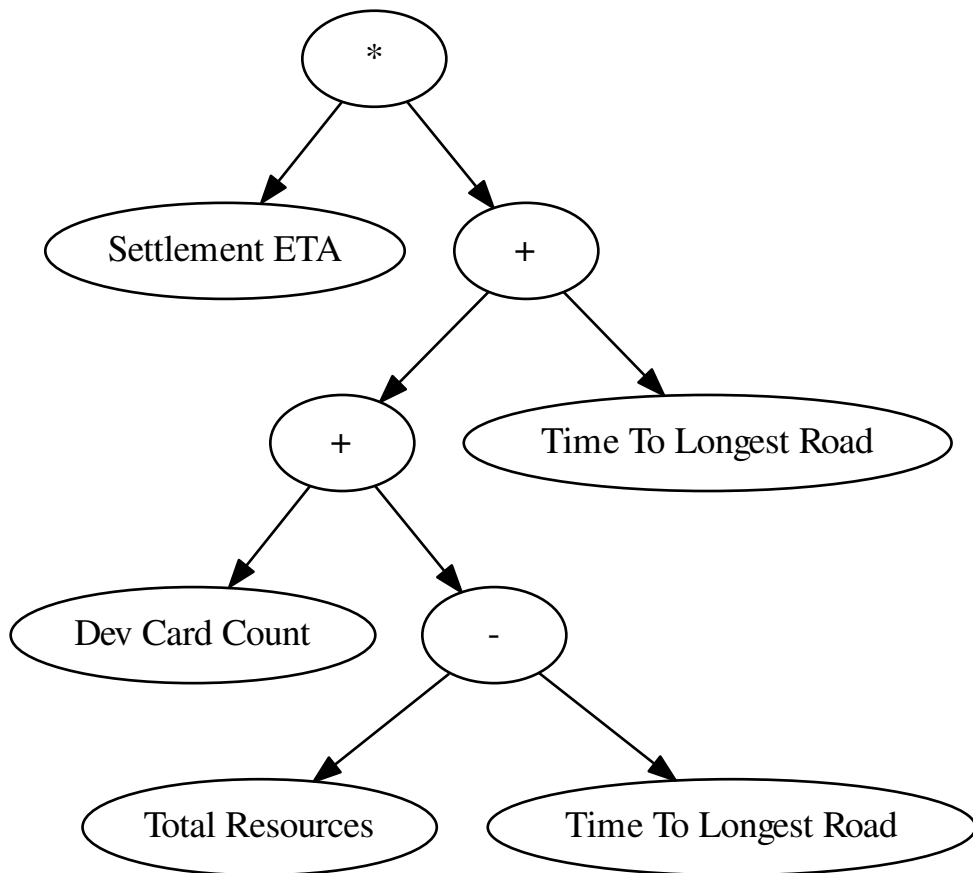 *
Settlement ETA
+
+
Time To Longest Road
Dev Card Count
-
Total Resources
Time To Longest Road